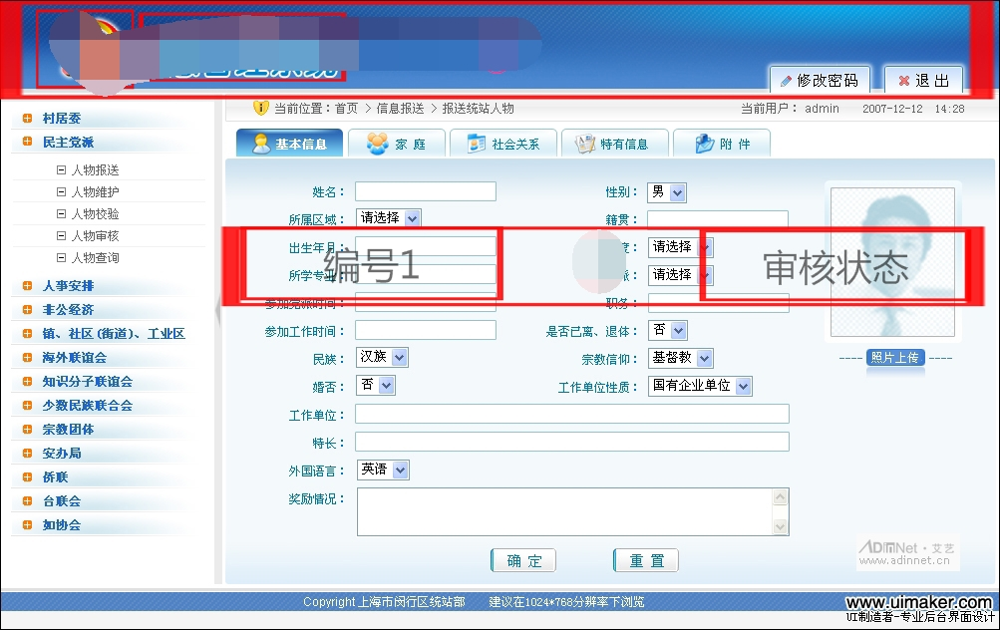 修改密码 退出
当前位置：首页 > 信息报送 > 报送统站人物 当前用户： admin 2007-12-12 14:28
基本信息 家庭 社会关系 特有信息 附件
村居委
民主党派
人物报送
人物维护
人物校验
人物审核
人物查询
人事安排
非公经济
镇、社区(街道)、工业区
海外联谊会
知识分子联谊会
少数民族联合会
宗教团体
安办局
侨联
台联会
知协会
姓名： 性别： 男
所属区域： 请选择 籍贯：
出生年月： 请选择
所学专业 请选择
编号1 审核状态
参加党派时间： 职务：
参加工作时间： 是否已离、退体： 否
民族： 汉族 宗教信仰： 基督教
婚否： 否 工作单位性质： 国有企业单位
照片上传
工作单位：
特长：
外国语言： 英语
奖励情况：
确定 重置
ADinNet·艾艺
www.adinnet.cn
Copyright 上海市闵行区统站部 建议在1024*768分辨率下浏览
www.uimaker.com
UI制造者-专业后台界面设计